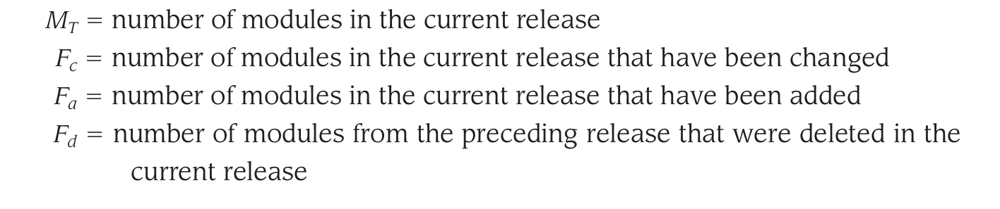 M_T = number of modules in the current release
F_c = number of modules in the current release that have been changed
F_a = number of modules in the current release that have been added
F_d = number of modules from the preceding release that were deleted in the
current release